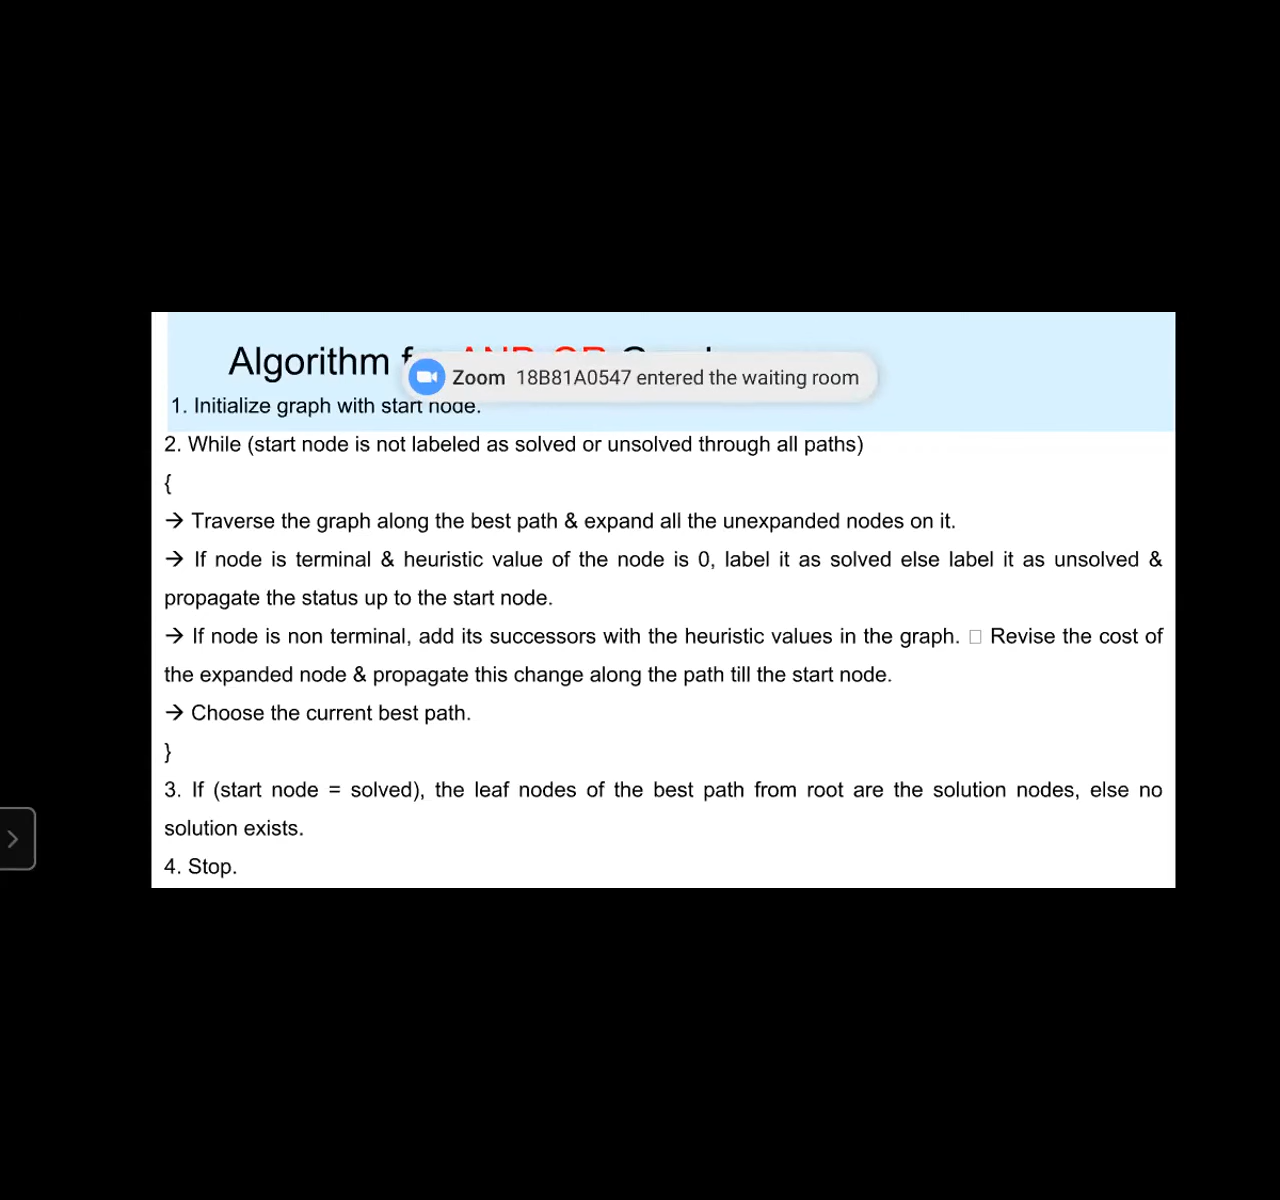 Algorithm
Zoom 18B81A0547 entered the waiting room
1. Initialize graph with start node.
2. While (start node is not labeled as solved or unsolved through all paths)
{
→ Traverse the graph along the best path & expand all the unexpanded nodes on it.
→ If node is terminal & heuristic value of the node is 0, label it as solved else label it as unsolved &
propagate the status up to the start node.
→ If node is non terminal, add its successors with the heuristic values in the graph. □ Revise the cost of
the expanded node & propagate this change along the path till the start node.
→ Choose the current best path.
}
3. If (start node = solved), the leaf nodes of the best path from root are the solution nodes, else no
solution exists.
4. Stop.